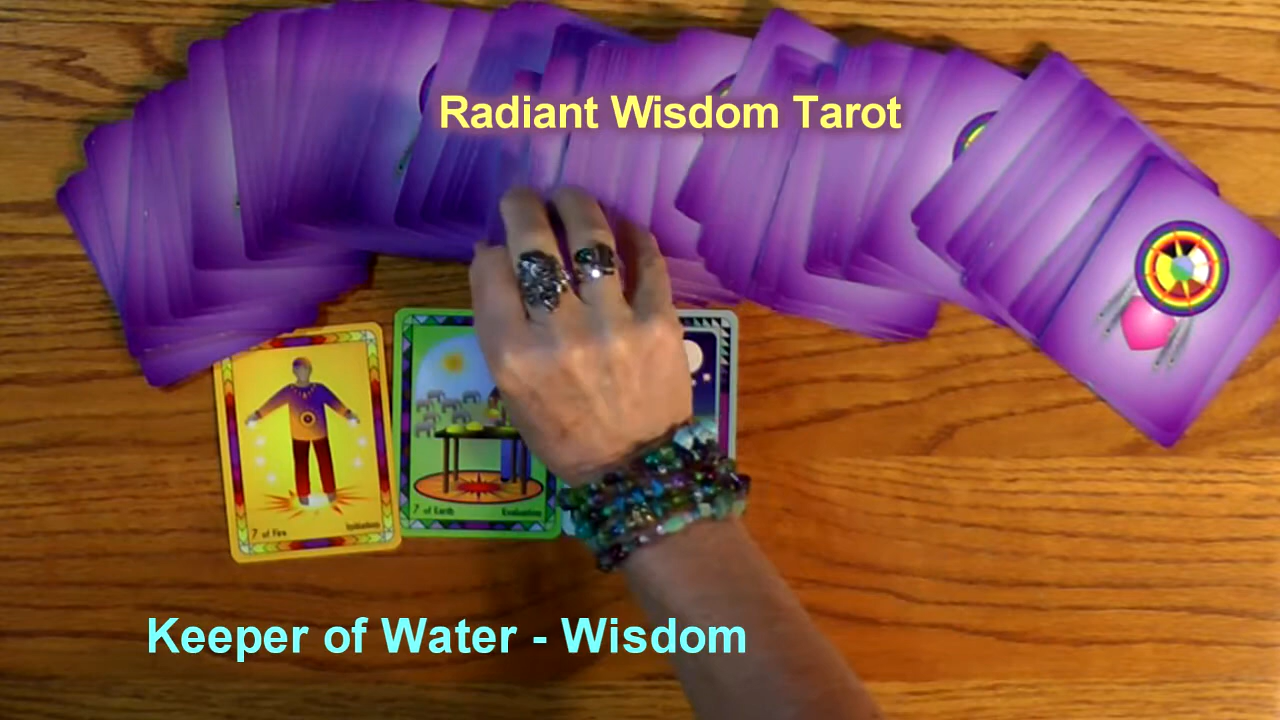 Radiant Wisdom Tarot
7 of Fire
Initiation
7 of Earth
Evaluation
Keeper of Water - Wisdom